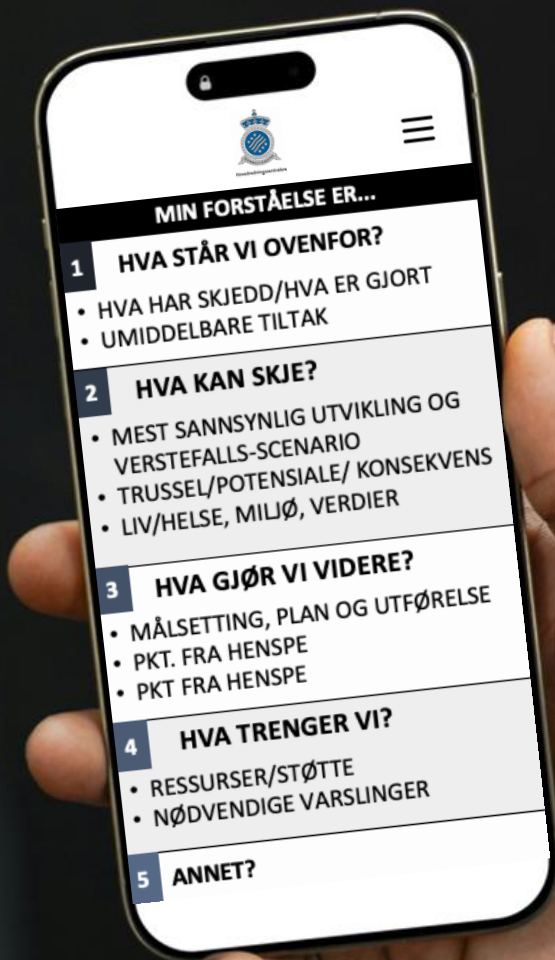 Hovedredningssentralen
MIN FORSTÅELSE ER...
1 HVA STÅR VI OVENFOR?
• HVA HAR SKJEDD/HVA ER GJORT
• UMIDDELBARE TILTAK
2 HVA KAN SKJE?
• MEST SANNSYNLIG UTVIKLING OG
VERSTEFALLS-SCENARIO
• TRUSSEL/POTENSIALE/ KONSEKVENS
• LIV/HELSE, MILJØ, VERDIER
3 HVA GJØR VI VIDERE?
• MÅLSETTING, PLAN OG UTFØRELSE
• PKT. FRA HENSPE
• PKT FRA HENSPE
4 HVA TRENGER VI?
• RESSURSER/STØTTE
• NØDVENDIGE VARSLINGER
5 ANNET?